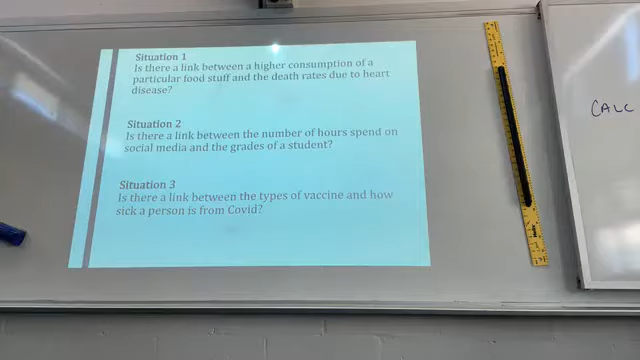 Situation 1
Is there a link between a higher consumption of a
particular food stuff and the death rates due to heart
disease?
Situation 2
Is there a link between the number of hours spend on
social media and the grades of a student?
Situation 3
Is there a link between the types of vaccine and how
sick a person is from Covid?
CALC